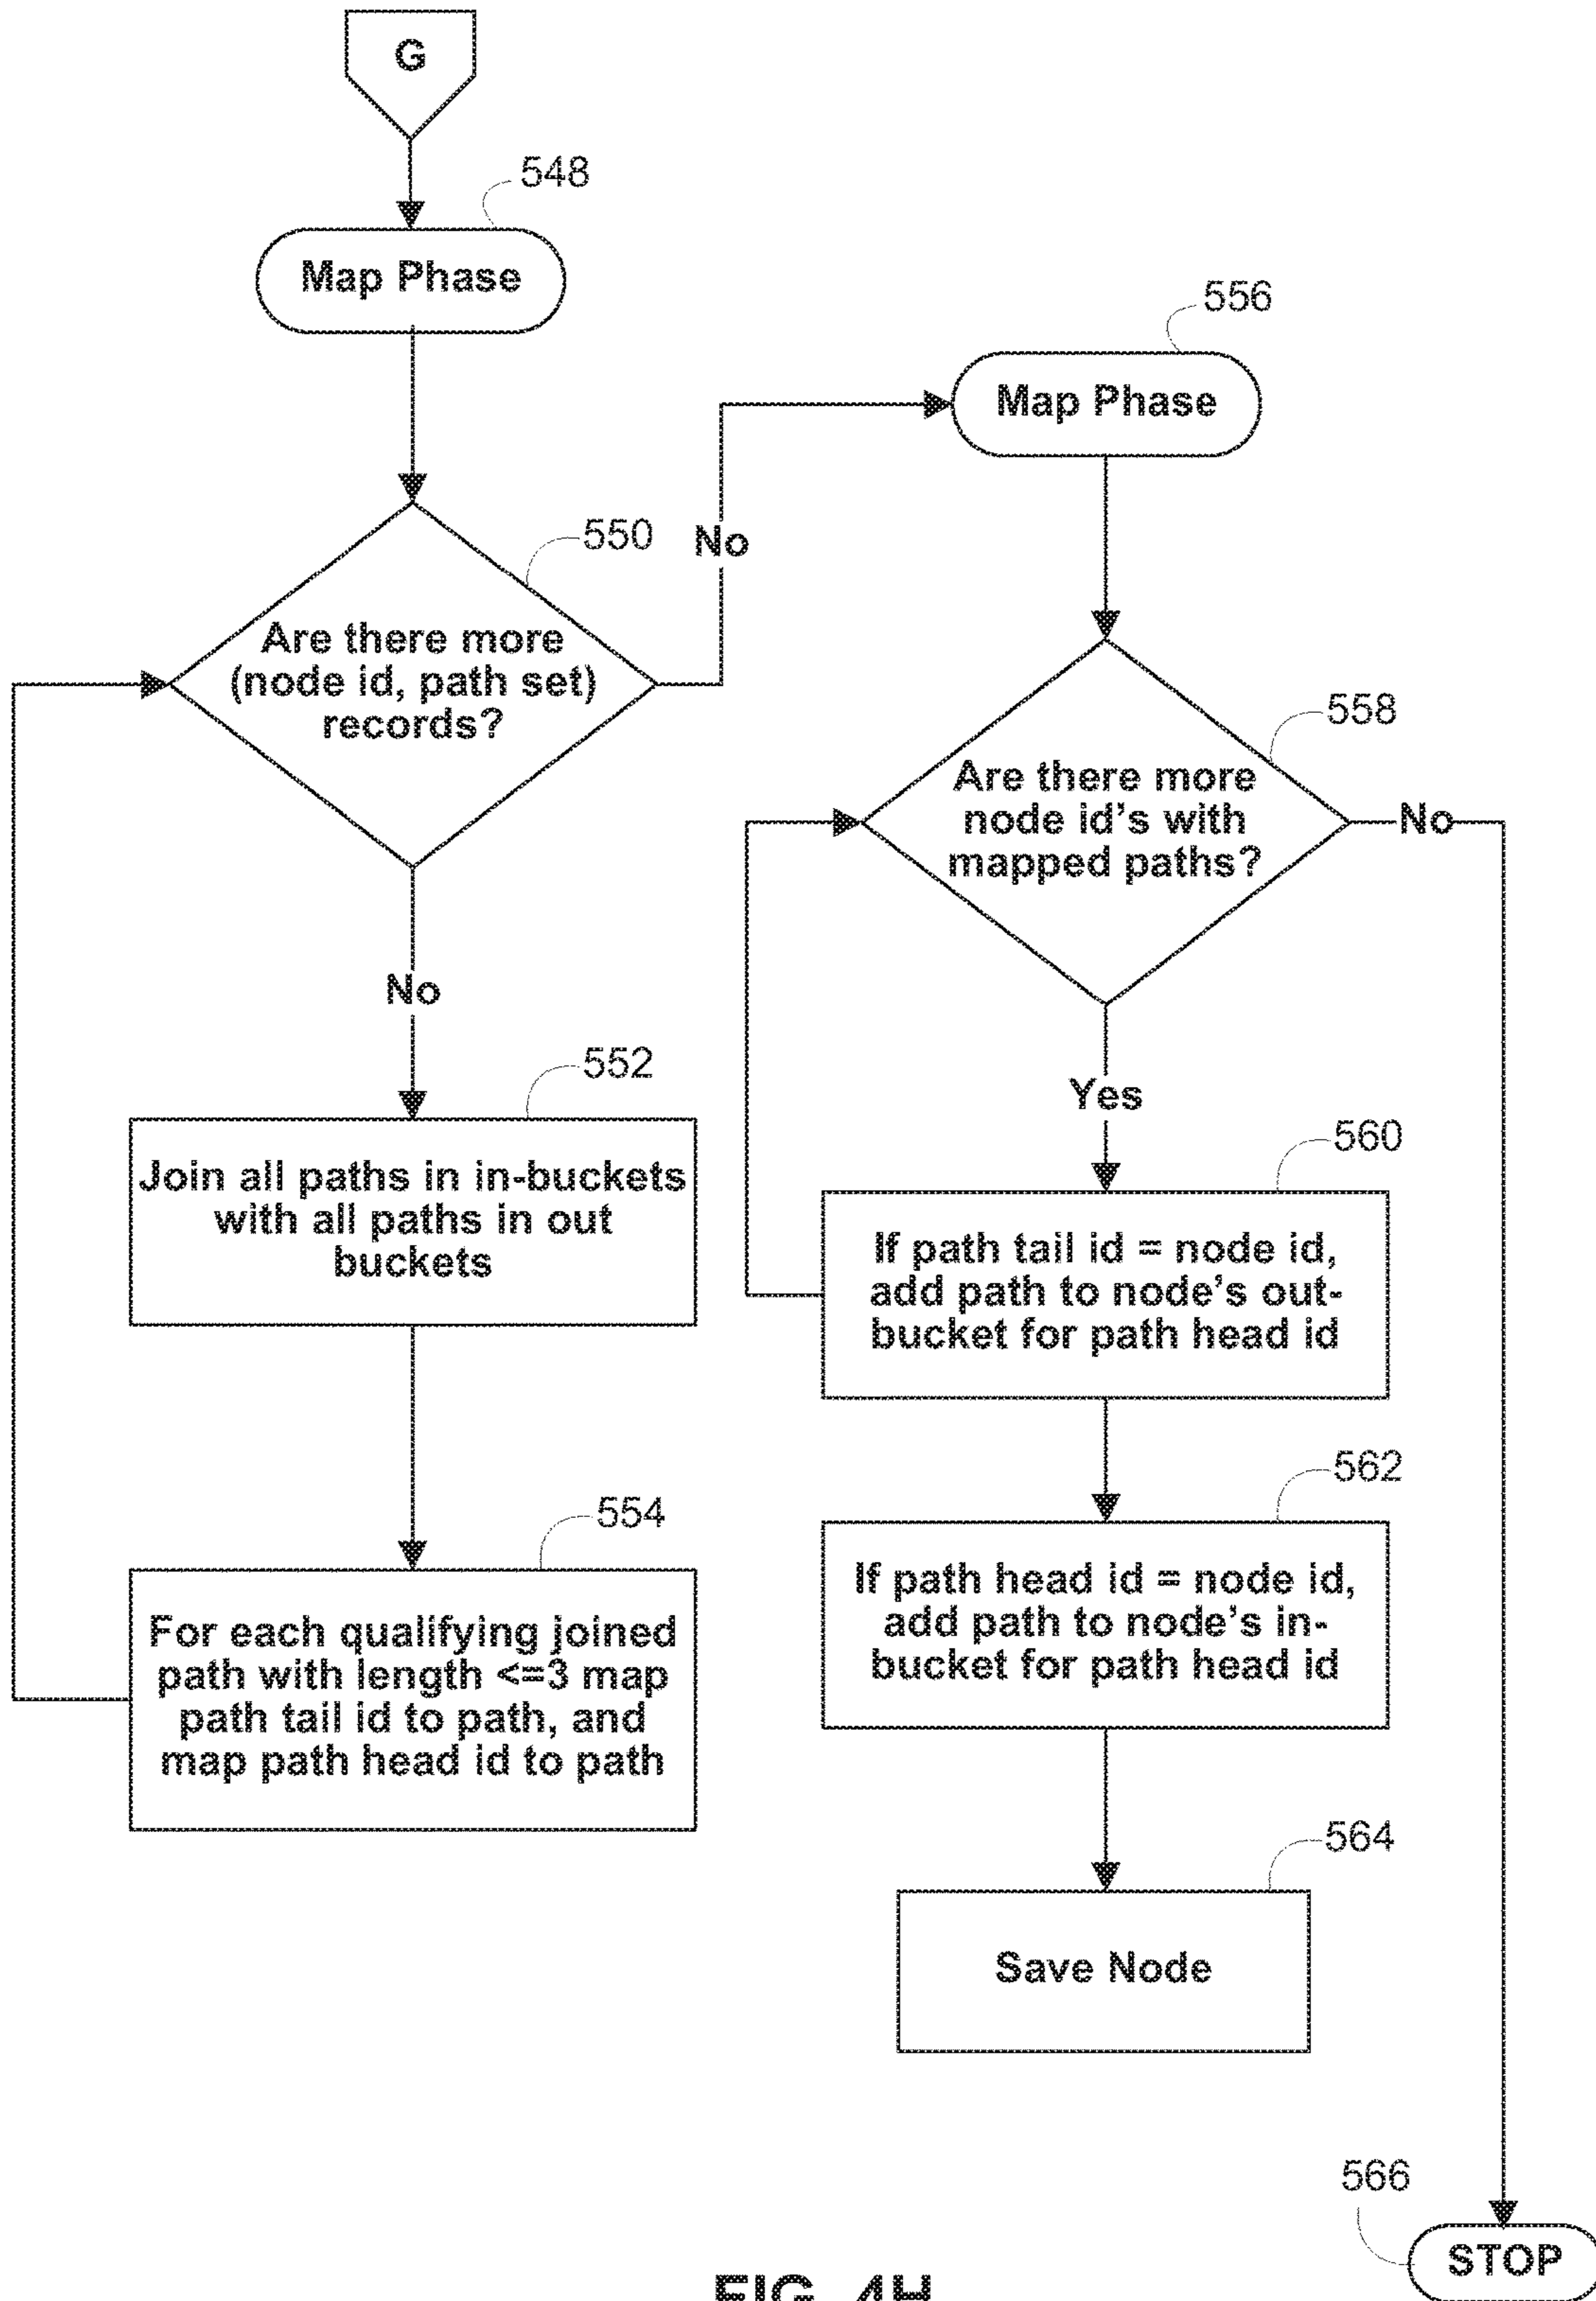 G
548
Map Phase
550
Are there more
(node id, path set)
records?
No
No
552
Join all paths in in-buckets
with all paths in out
buckets
554
For each qualifying joined
path with length <=3 map
path tail id to path, and
map path head id to path
556
Map Phase
558
Are there more
node id's with
mapped paths?
No
Yes
560
If path tail id = node id,
add path to node's out-
bucket for path head id
562
If path head id = node id,
add path to node's in-
bucket for path head id
564
Save Node
566
STOP
FIG. 4H